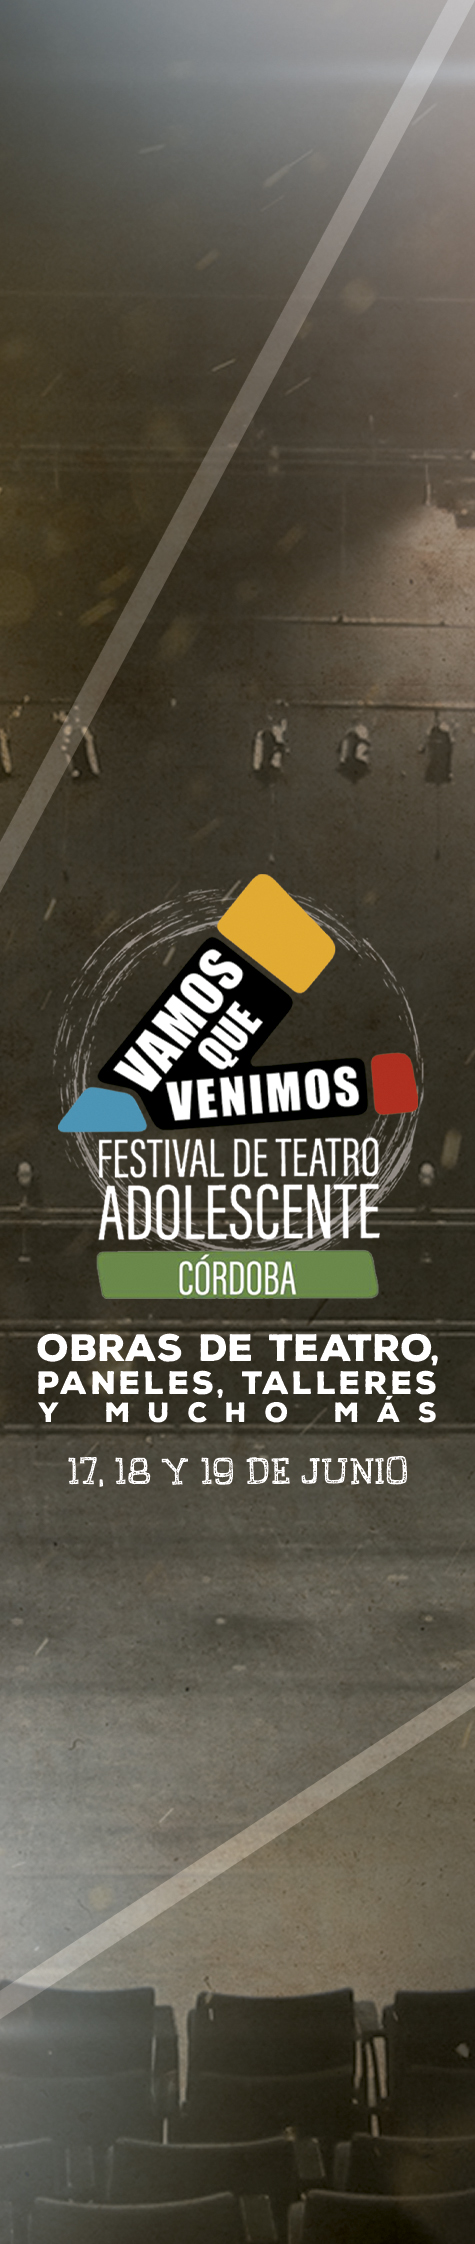 VAMOS
QUE
VENIMOS
FESTIVAL DE TEATRO
ADOLESCENTE
CÓRDOBA
OBRAS DE TEATRO,
PANELES, TALLERES
Y MUCHO MÁS
17, 18 Y 19 DE JUNIO